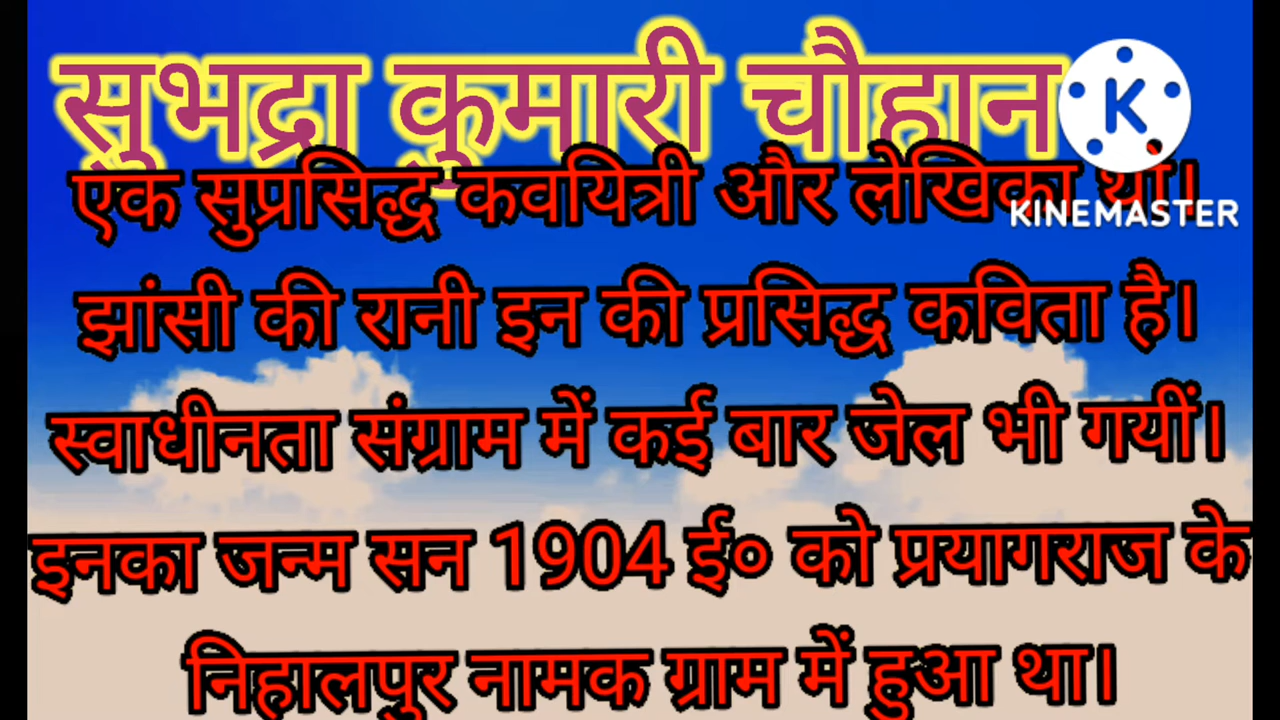 सुभद्रा कुमारी चौहान
एक सुप्रसिद्ध कवयित्री और लेखिका थी।
झांसी की रानी इन की प्रसिद्ध कविता है।
स्वाधीनता संग्राम में कई बार जेल भी गयीं।
इनका जन्म सन 1904 ई० को प्रयागराज के
निहालपुर नामक ग्राम में हुआ था।
K
KINEMASTER